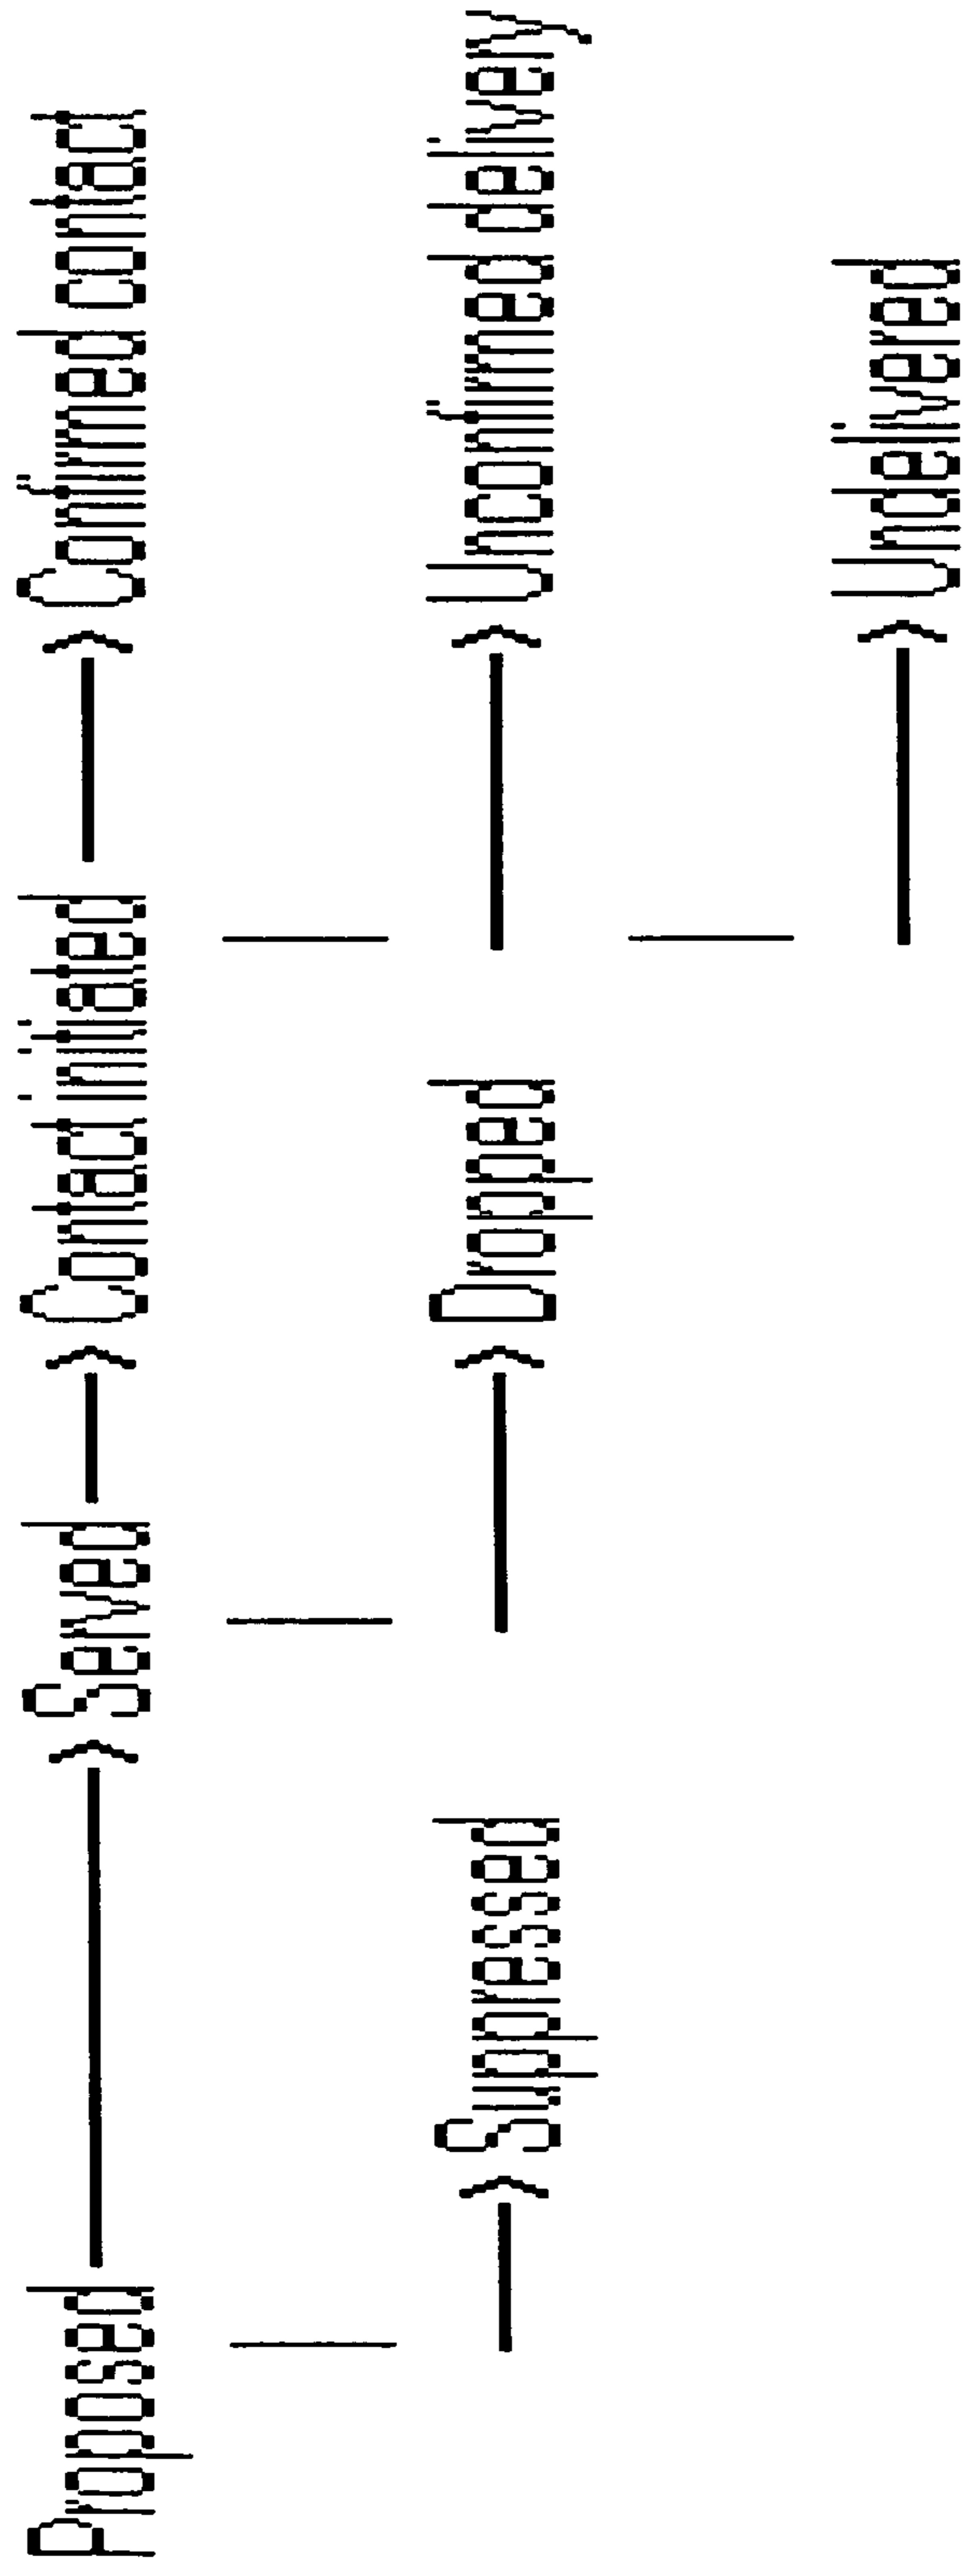 Proposed
Served
Contact initiated
Confirmed contact
Suppressed
Dropped
Unconfirmed delivery
Undelivered